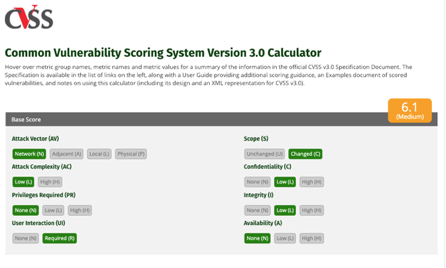 CVSS
Common Vulnerability Scoring System Version 3.0 Calculator
Hover over metric group names, metric names and metric values for a summary of the information in the official CVSS v3.0 Specification Document. The
Specification is available in the list of links on the left, along with a User Guide providing additional scoring guidance, an Examples document of scored
vulnerabilities, and notes on using this calculator (including its design and an XML representation for CVSS v3.0).
6.1
(Medium)
Base Score
Attack Vector (AV)
Network (N) Adjacent (A) Local (L) Physical (P)
Attack Complexity (AC)
Low (L) High (H)
Privileges Required (PR)
None (N) Low (L) High (H)
User Interaction (UI)
None (N) Required (R)
Scope (S)
Unchanged (U) Changed (C)
Confidentiality (C)
None (N) Low (L) High (H)
Integrity (I)
None (N) Low (L) High (H)
Availability (A)
None (N) Low (L) High (H)